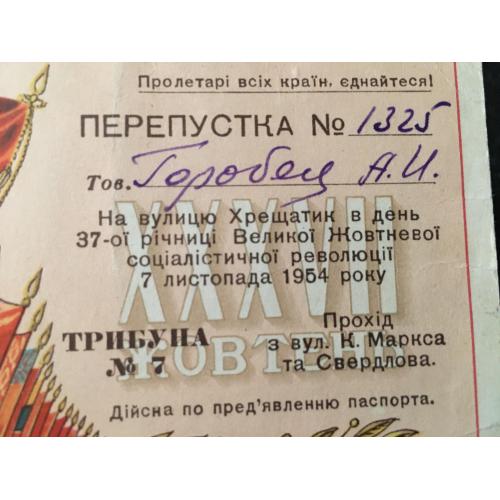 Пролетарі всіх країн, єднайтеся!
ПЕРЕПУСТКА № 1325
Тов. Горобец А.И.
На вулицю Хрещатик в день
37-ої річниці Великої Жовтневої
соціалістичної революції
7 листопада 1954 року
XXXVII
ЖОВТЕНЬ
ТРИБУНА
№ 7
Прохід
з вул. К. Маркса
та Свердлова.
Дійсна по пред'явленню паспорта.